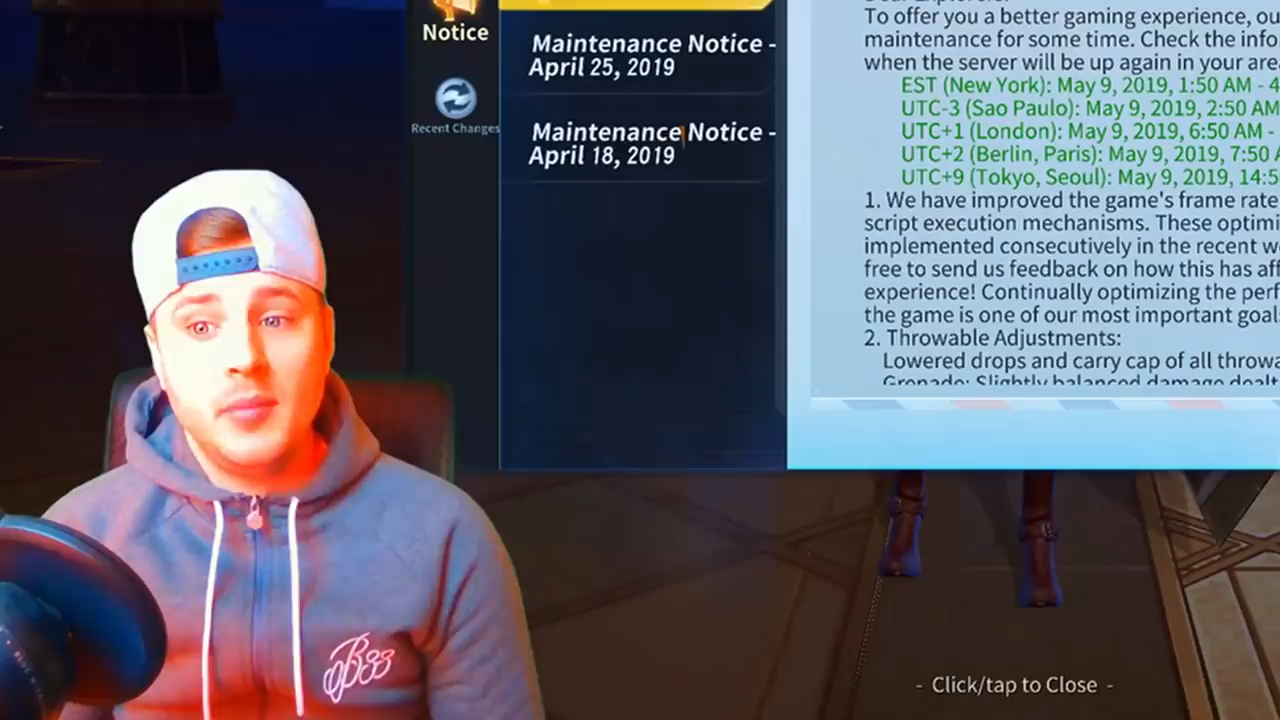 Notice
Recent Changes
Maintenance Notice -
April 25, 2019
Maintenance Notice -
April 18, 2019
To offer you a better gaming experience, ou
maintenance for some time. Check the info
when the server will be up again in your area
EST (New York): May 9, 2019, 1:50 AM - 4
UTC-3 (Sao Paulo): May 9, 2019, 2:50 AM
UTC+1 (London): May 9, 2019, 6:50 AM -
UTC+2 (Berlin, Paris): May 9, 2019, 7:50 A
UTC+9 (Tokyo, Seoul): May 9, 2019, 14:5
1. We have improved the game's frame rate
script execution mechanisms. These optimi
implemented consecutively in the recent we
free to send us feedback on how this has aff
experience! Continually optimizing the perf
the game is one of our most important goals
2. Throwable Adjustments:
Lowered drops and carry cap of all throwa
Grenade: Slightly balanced damage dealt
- Click/tap to Close -